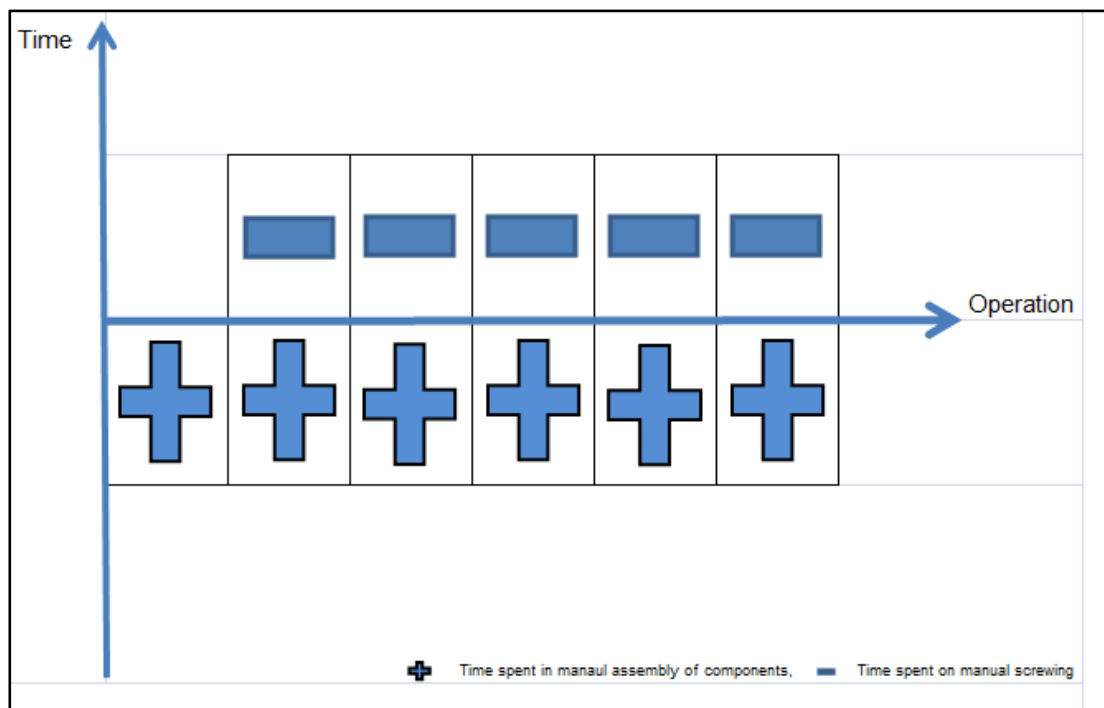 Time
Operation
Time spent in manaul assembly of components, Time spent on manual screwing